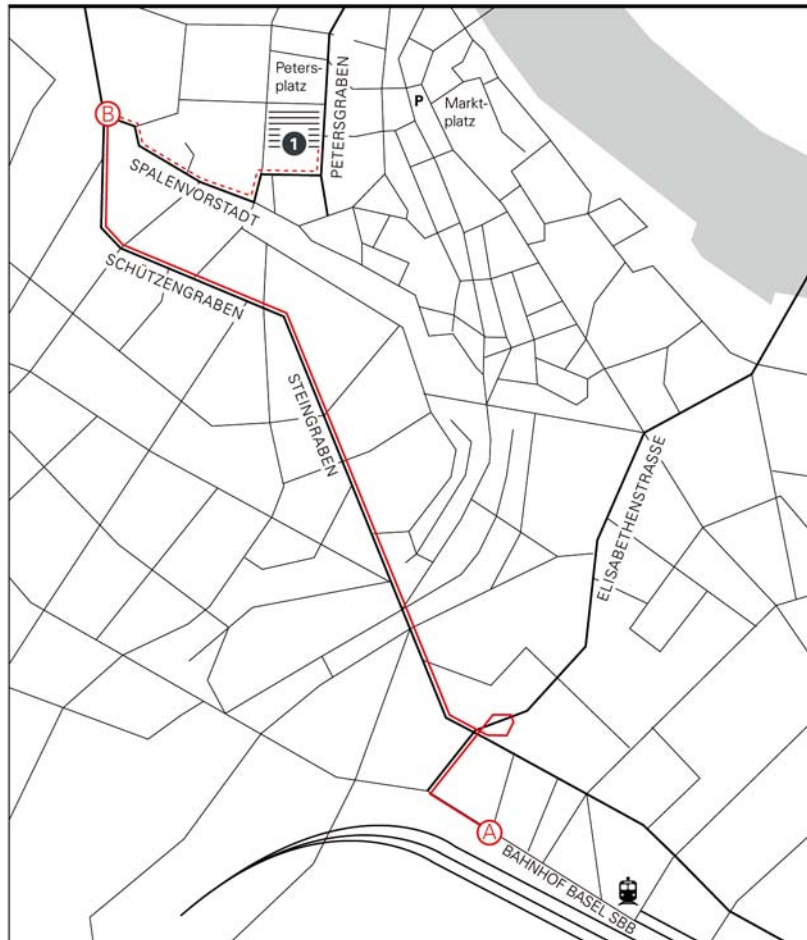 Peters-
platz
PETERSGRABEN
P
Markt-
platz
B
1
SPALENVORSTADT
SCHÜTZENGRABEN
STEINGRABEN
ELISABETHENSTRASSE
A
BAHNHOF BASEL SBB